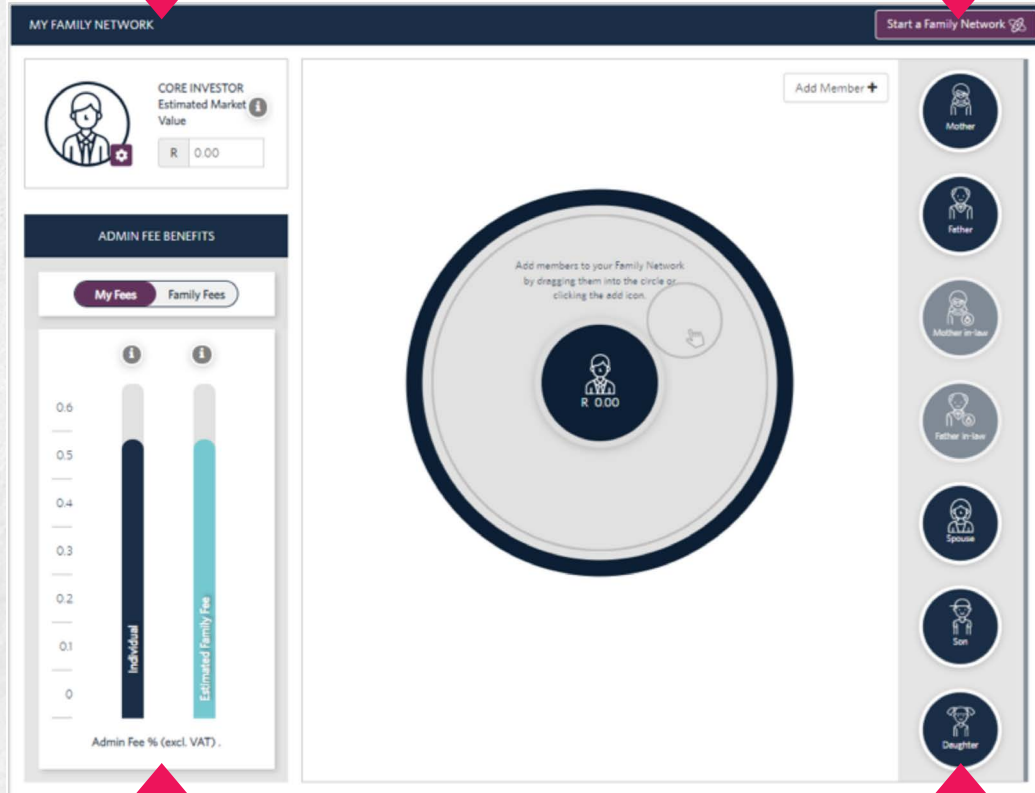 MY FAMILY NETWORK
Start a Family Network
CORE INVESTOR
Estimated Market
Value
R 0.00
Add Member +
ADMIN FEE BENEFITS
My Fees
Family Fees
0.6
0.5
0.4
0.3
0.2
0.1
0
Individual
Estimated Family Fee
Admin Fee % (excl. VAT) .
Add members to your Family Network
by dragging them into the circle or
clicking the add icon.
R 0.00
Mother
Father
Mother in-law
Father in-law
Spouse
Son
Daughter